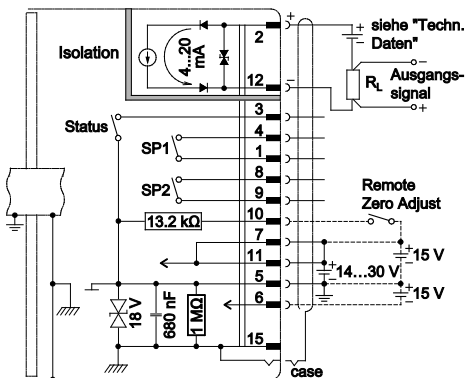 2
+
siehe "Techn.
Daten"
+
−
Isolation
4...20
mA
12
−
−
RL
Ausgangs-
signal
+
3
Status
4
SP1
1
8
SP2
9
Remote
Zero Adjust
13.2 kΩ
10
7
+
15 V
−
11
+
14...30 V
−
5
+
15 V
−
6
18 V
680 nF
1 MΩ
15
case